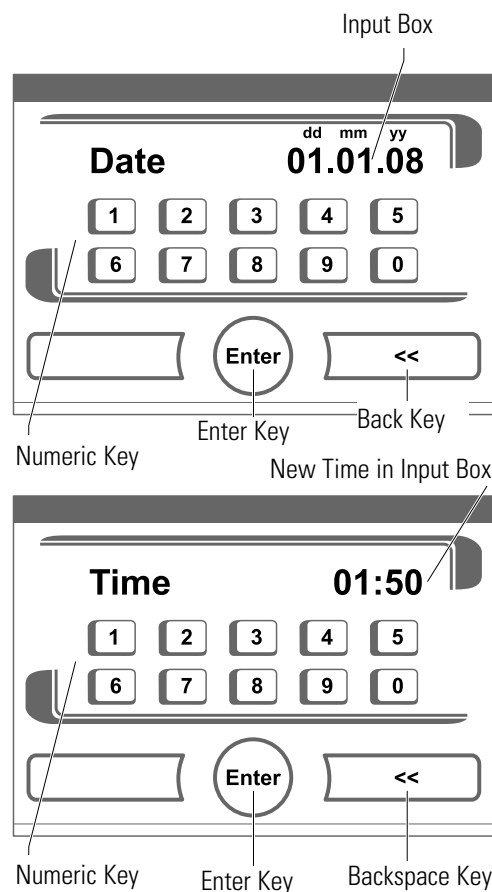 Input Box
dd mm yy
Date 01.01.08
1 2 3 4 5
6 7 8 9 0
Enter <<
Enter Key Back Key
Numeric Key
New Time in Input Box
Time 01:50
1 2 3 4 5
6 7 8 9 0
Enter <<
Numeric Key Enter Key Backspace Key